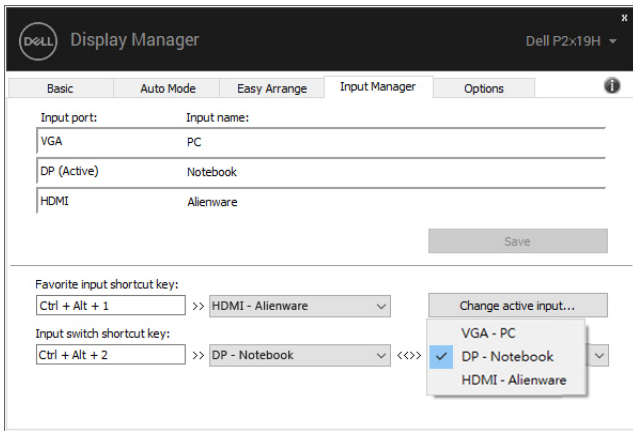 x
DELL Display Manager Dell P2x19H
Basic Auto Mode Easy Arrange Input Manager Options i
Input port: Input name:
VGA PC
DP (Active) Notebook
HDMI Alienware
Save
Favorite input shortcut key:
Ctrl + Alt + 1 >> HDMI - Alienware Change active input...
Input switch shortcut key: VGA - PC
Ctrl + Alt + 2 >> DP - Notebook <<>> DP - Notebook
HDMI - Alienware